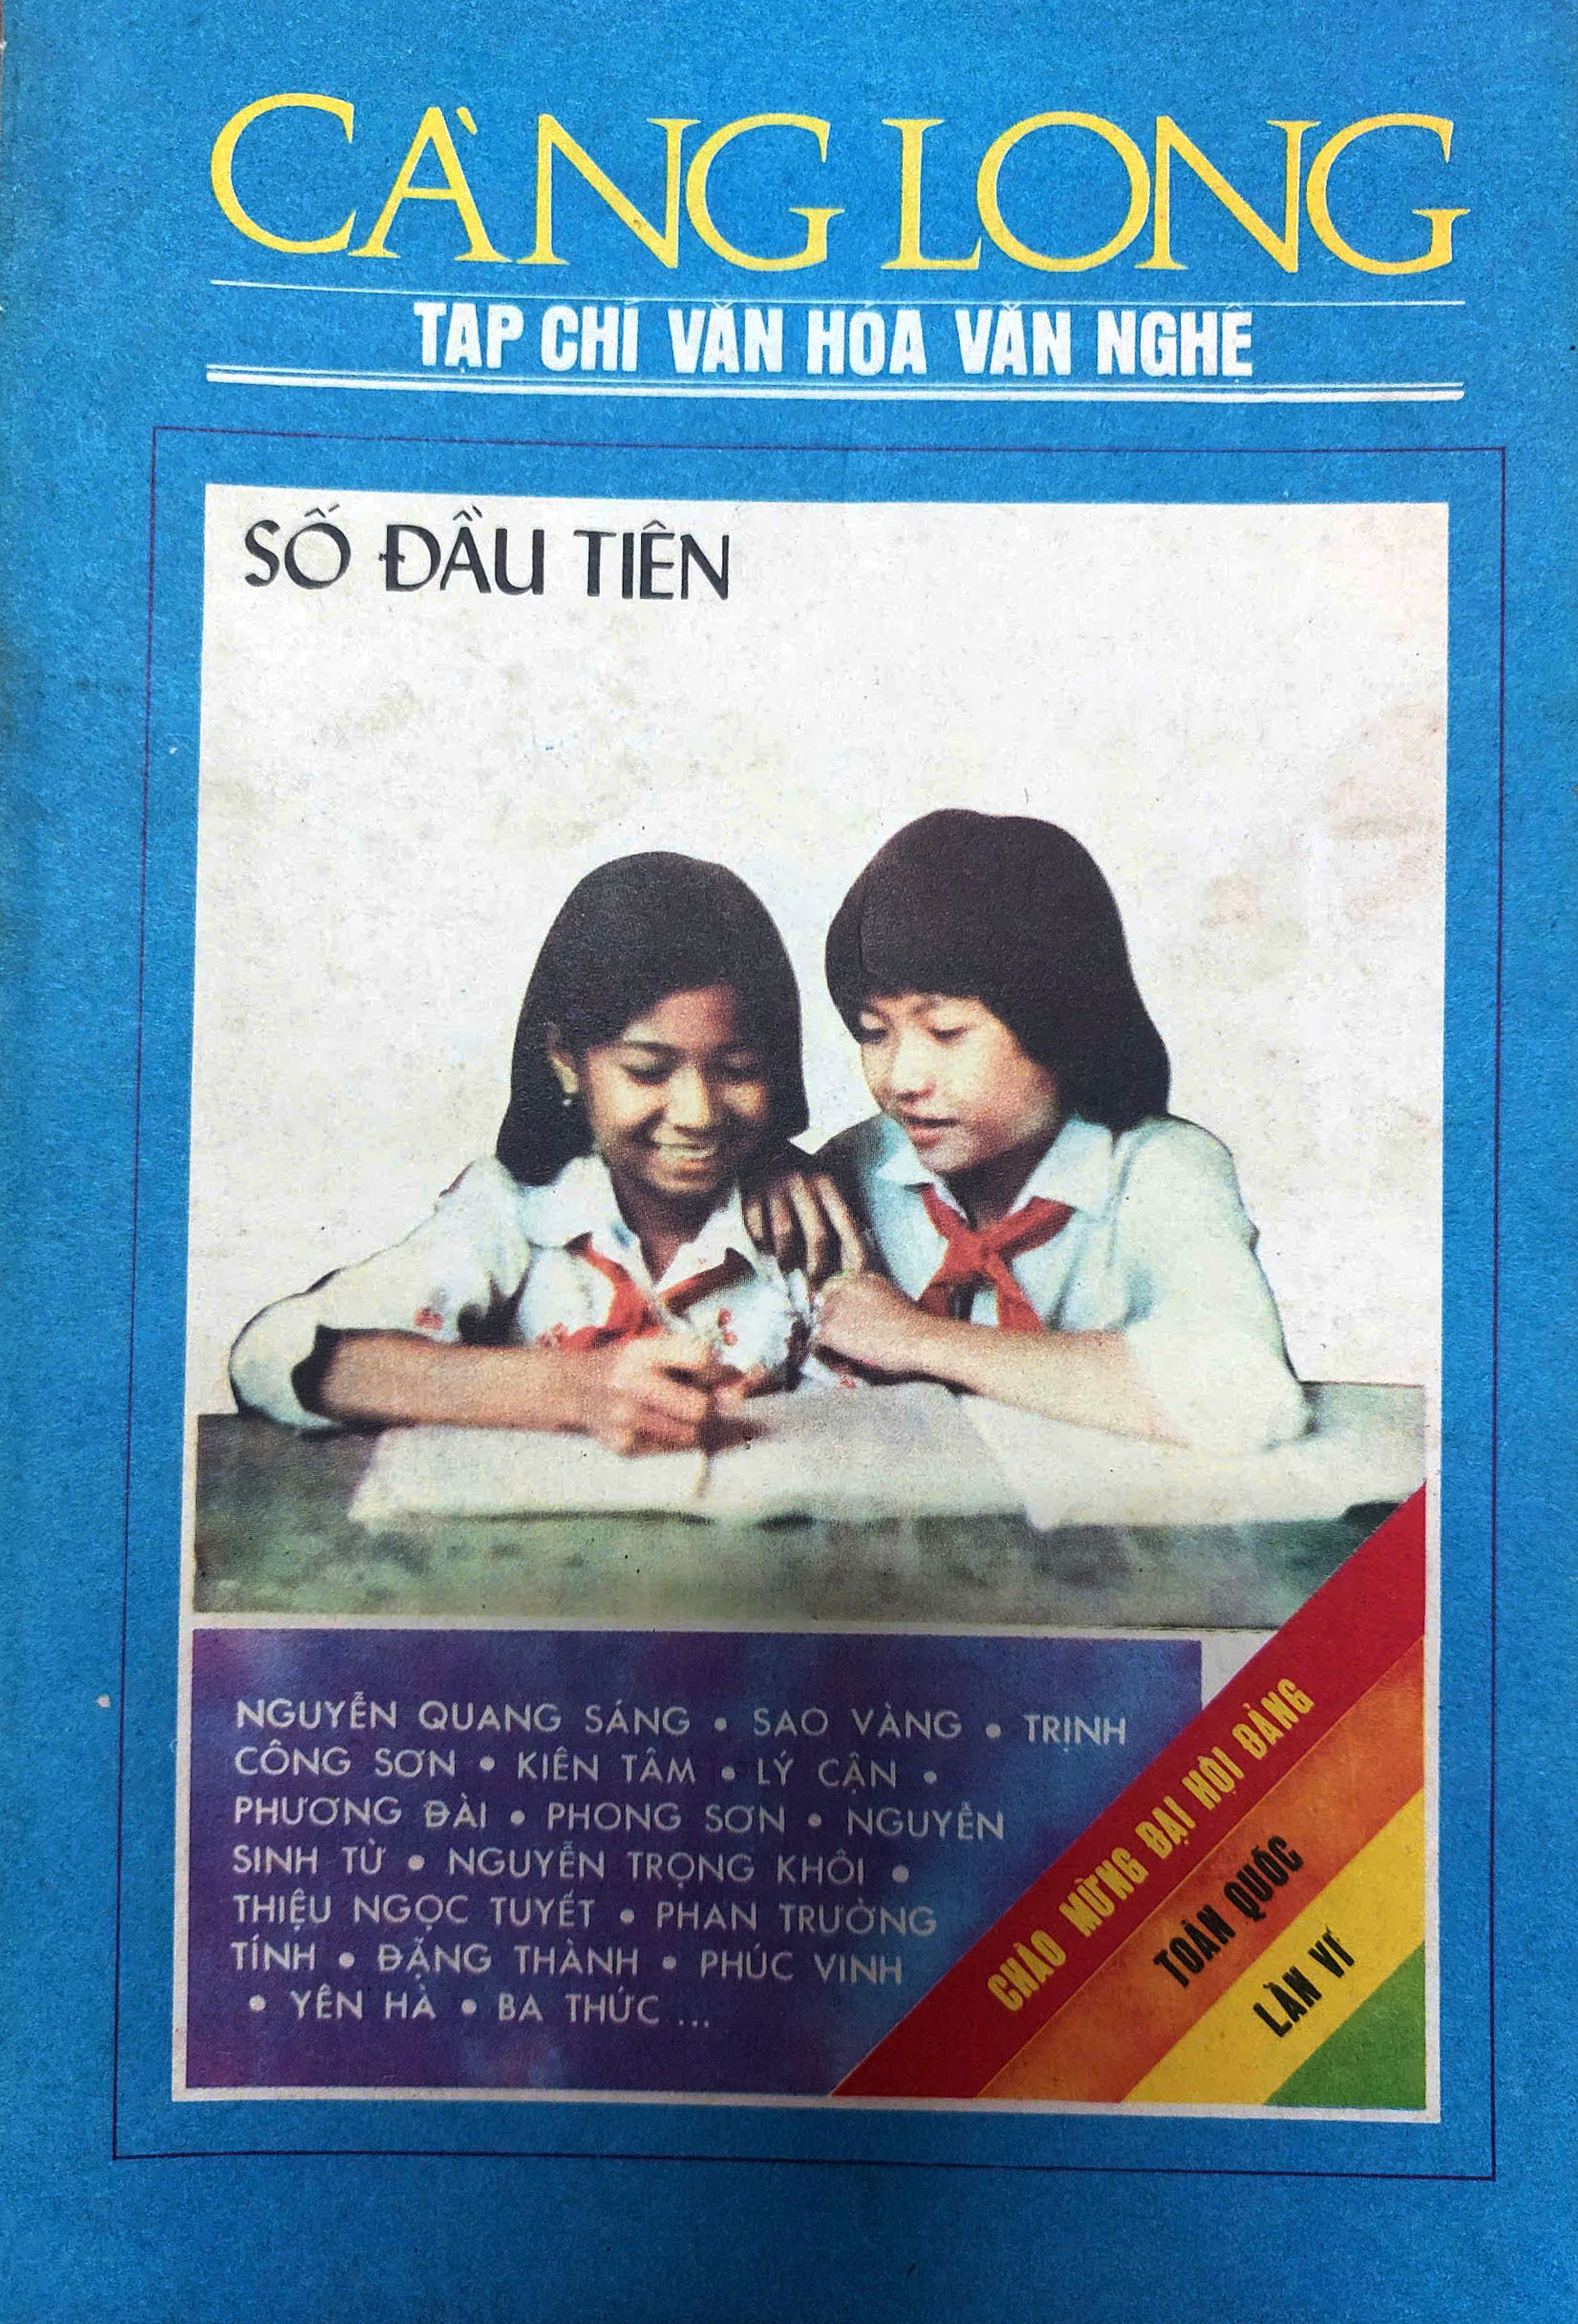 CÀNG LONG
TẠP CHÍ VĂN HÓA VĂN NGHỆ
SỐ ĐẦU TIÊN
NGUYỄN QUANG SÁNG • SAO VÀNG • TRỊNH
CÔNG SƠN • KIÊN TÂM • LÝ CẬN •
PHƯƠNG ĐÀI • PHONG SƠN • NGUYỄN
SINH TỪ • NGUYỄN TRỌNG KHÔI •
THIỆU NGỌC TUYẾT • PHAN TRƯỜNG
TÍNH • ĐẶNG THÀNH • PHÚC VINH
• YÊN HÀ • BA THỨC ...
CHÀO MỪNG ĐẠI HỘI ĐẢNG
TOÀN QUỐC
LẦN VI